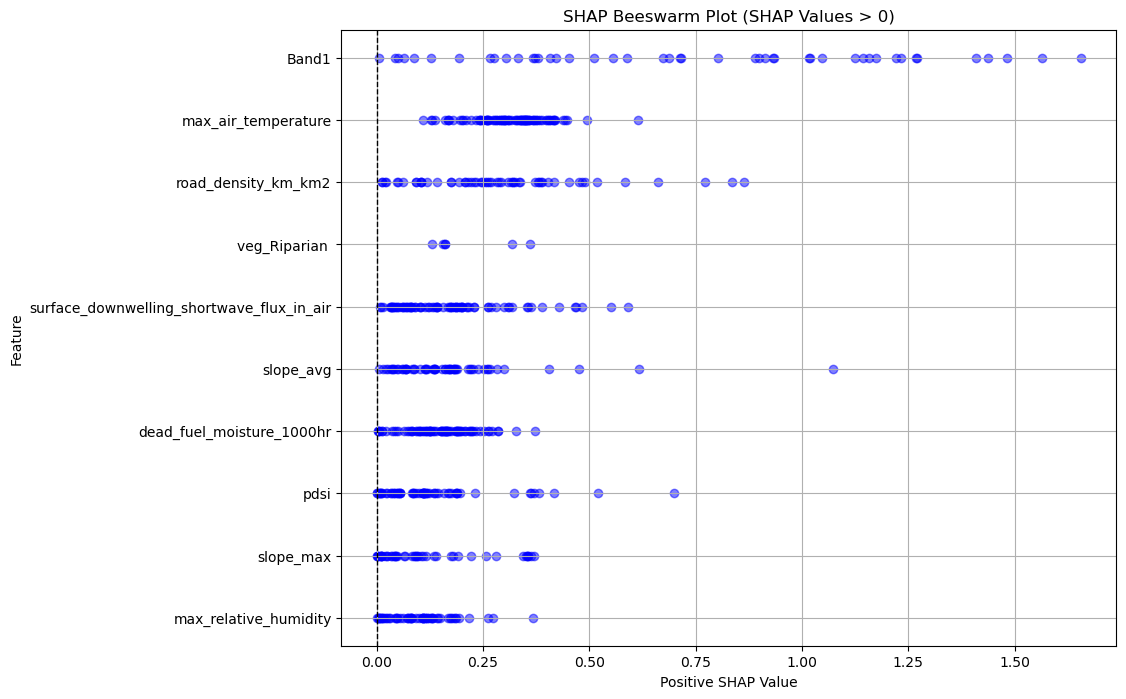 SHAP Beeswarm Plot (SHAP Values > 0)
Feature
Band1
max_air_temperature
road_density_km_km2
veg_Riparian
surface_downwelling_shortwave_flux_in_air
slope_avg
dead_fuel_moisture_1000hr
pdsi
slope_max
max_relative_humidity
0.00 0.25 0.50 0.75 1.00 1.25 1.50
Positive SHAP Value